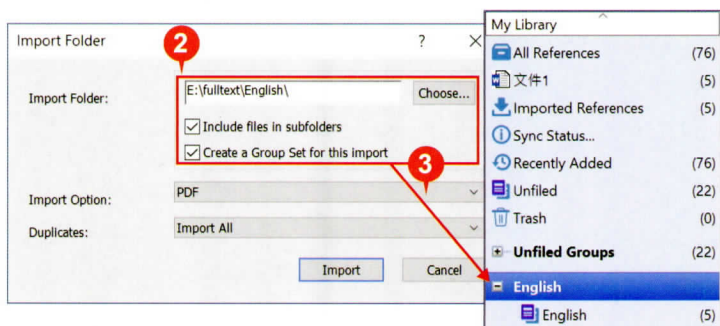 Import Folder
2
?
Import Folder:
E:\fulltext\English\
Choose...
Include files in subfolders
Create a Group Set for this import
3
Import Option:
PDF
Duplicates:
Import All
Import
Cancel
My Library
All References (76)
文件1 (5)
Imported References (5)
Sync Status...
Recently Added (76)
Unfiled (22)
Trash (0)
Unfiled Groups (22)
English
English (5)